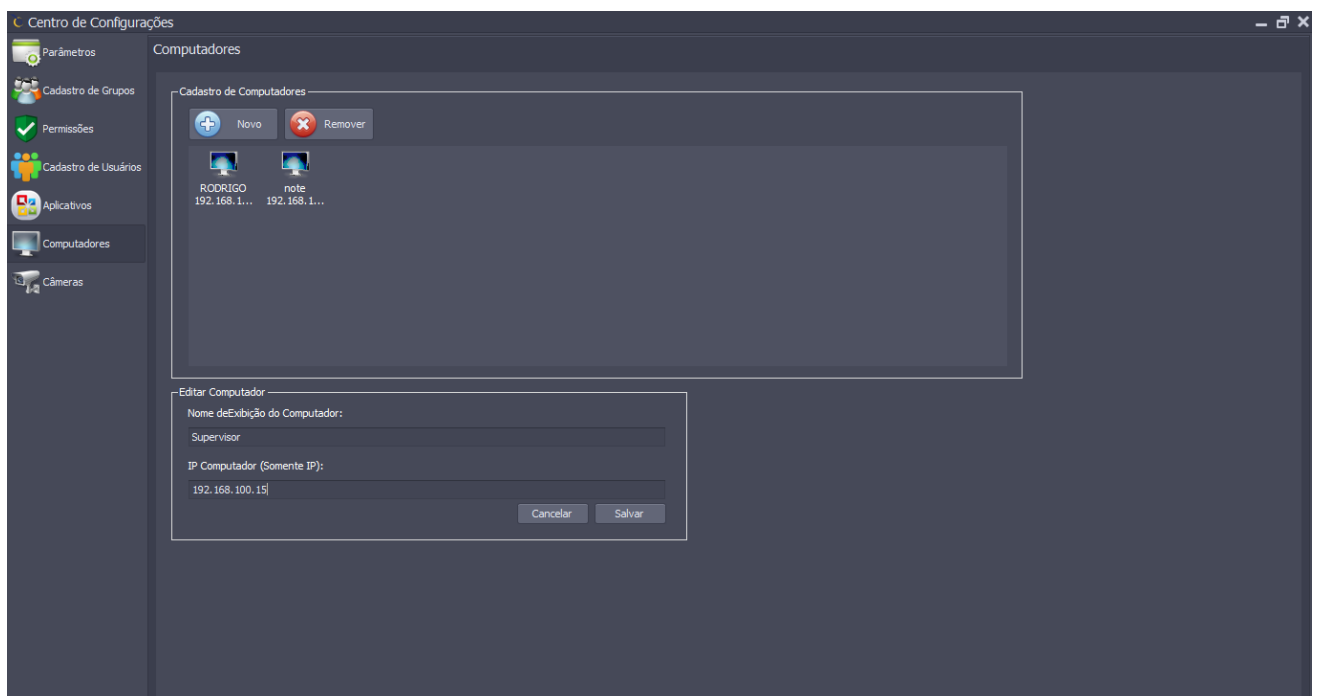 Centro de Configurações
Parâmetros
Cadastro de Grupos
Permissões
Cadastro de Usuários
Aplicativos
Computadores
Câmeras
Computadores
Cadastro de Computadores
Novo
Remover
RODRIGO
192.168.1...
note
192.168.1...
Editar Computador
Nome deExibição do Computador:
Supervisor
IP Computador (Somente IP):
192.168.100.15
Cancelar
Salvar